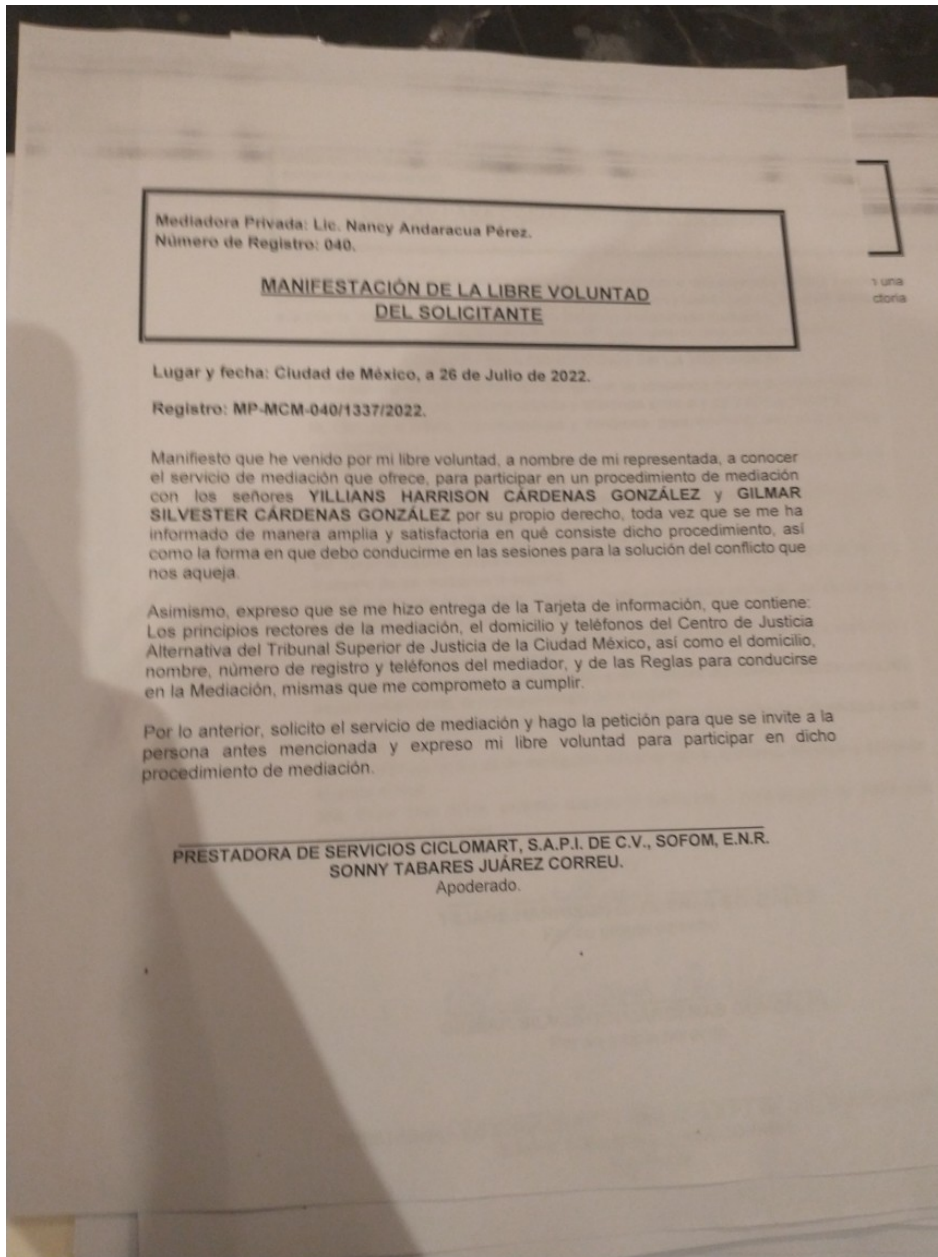 Mediadora Privada: Lic. Nancy Andaracua Pérez.
Número de Registro: 040.
MANIFESTACIÓN DE LA LIBRE VOLUNTAD
DEL SOLICITANTE
ı una
ctoria
Lugar y fecha: Ciudad de México, a 26 de Julio de 2022.
Registro: MP-MCM-040/1337/2022.
Manifiesto que he venido por mi libre voluntad, a nombre de mi representada, a conocer
el servicio de mediación que ofrece, para participar en un procedimiento de mediación
con los señores YILLIANS HARRISON CÁRDENAS GONZÁLEZ y GILMAR
SILVESTER CÁRDENAS GONZÁLEZ por su propio derecho, toda vez que se me ha
informado de manera amplia y satisfactoria en qué consiste dicho procedimiento, así
como la forma en que debo conducirme en las sesiones para la solución del conflicto que
nos aqueja.
Asimismo, expreso que se me hizo entrega de la Tarjeta de información, que contiene:
Los principios rectores de la mediación, el domicilio y teléfonos del Centro de Justicia
Alternativa del Tribunal Superior de Justicia de la Ciudad México, así como el domicilio,
nombre, número de registro y teléfonos del mediador, y de las Reglas para conducirse
en la Mediación, mismas que me comprometo a cumplir.
Por lo anterior, solicito el servicio de mediación y hago la petición para que se invite a la
persona antes mencionada y expreso mi libre voluntad para participar en dicho
procedimiento de mediación.
PRESTADORA DE SERVICIOS CICLOMART, S.A.P.I. DE C.V., SOFOM, E.N.R.
SONNY TABARES JUÁREZ CORREU.
Apoderado.